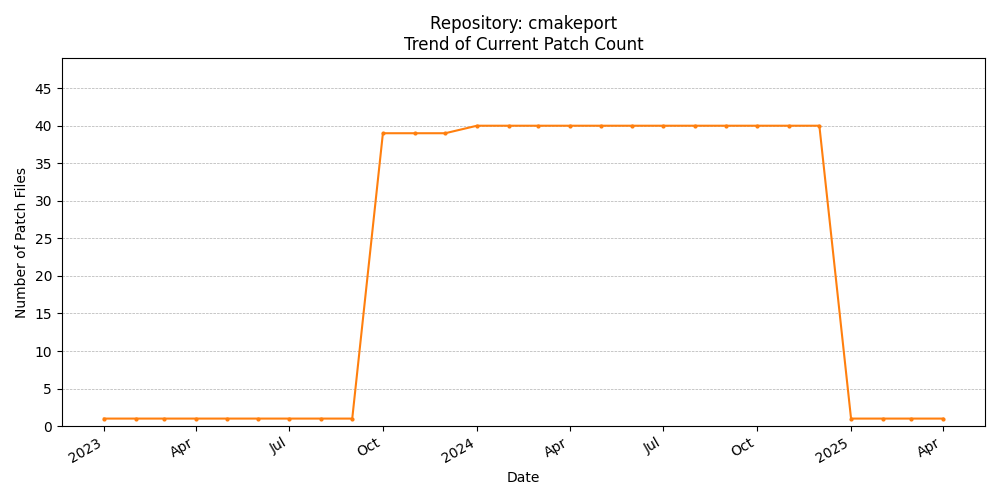 Repository: cmakeport
Trend of Current Patch Count
Number of Patch Files
45
40
35
30
25
20
15
10
5
0
2023 Apr Jul Oct 2024 Apr Jul Oct 2025 Apr
Date